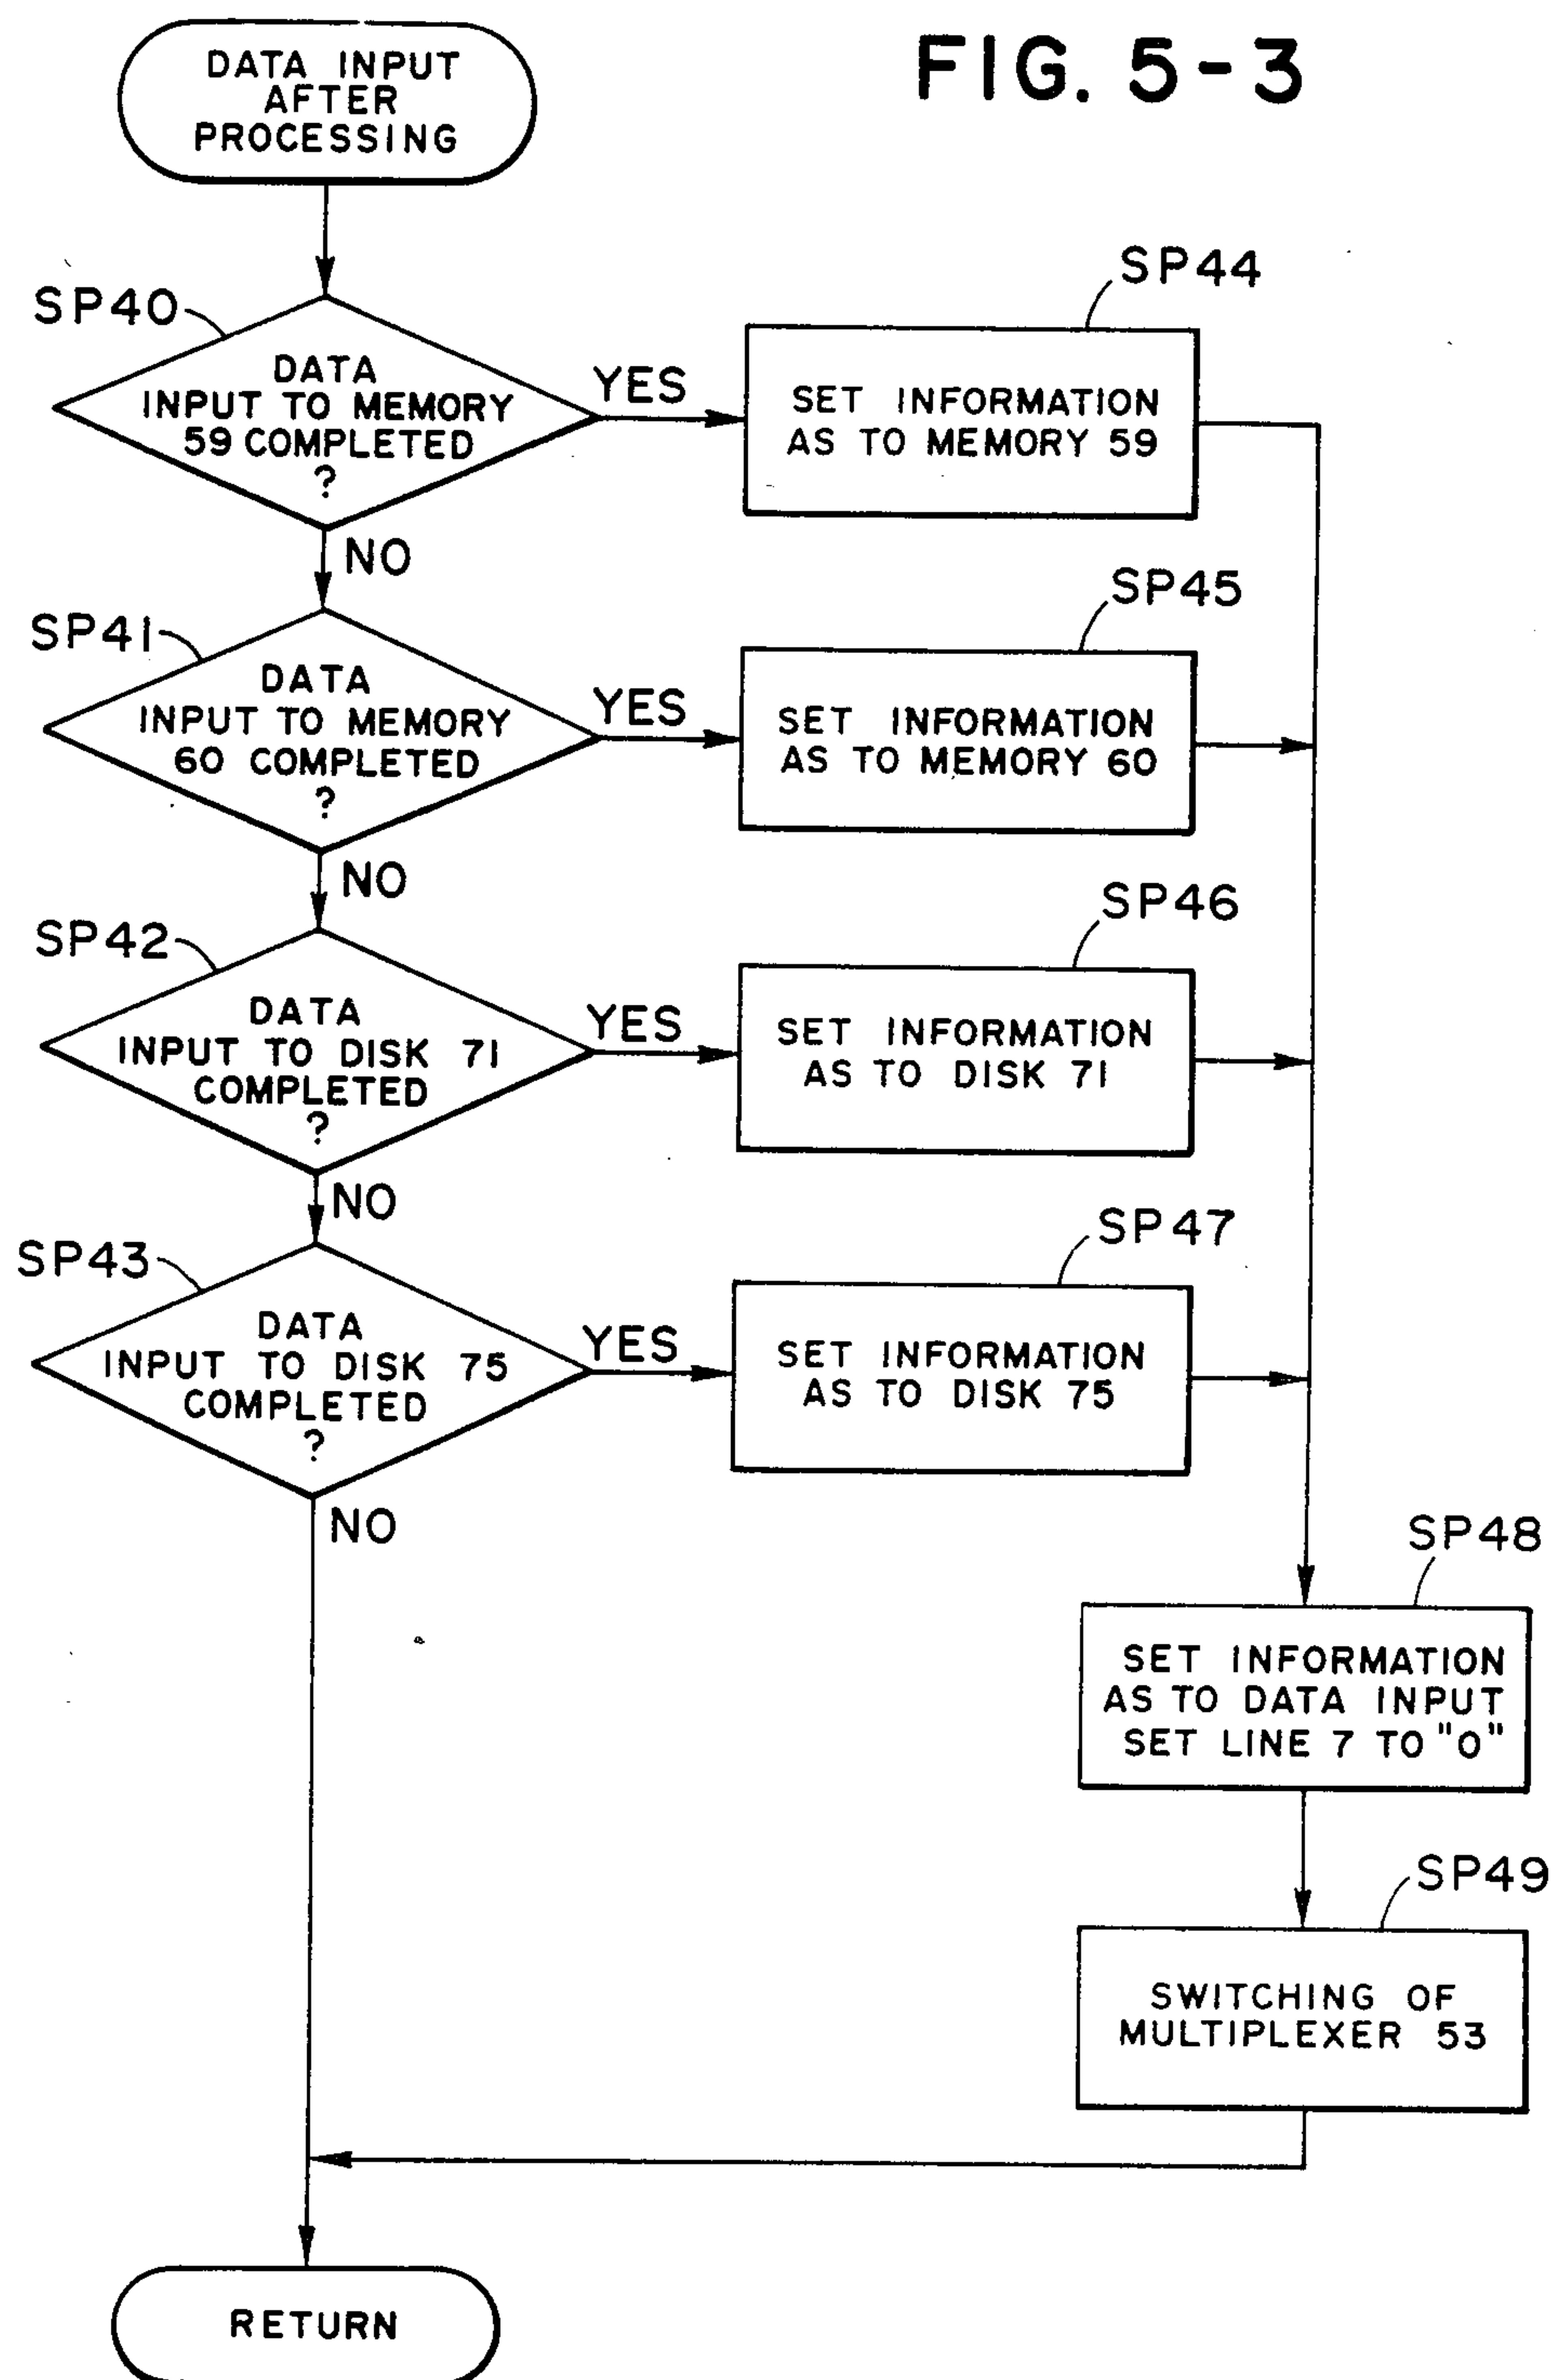 FIG. 5-3
DATA INPUT
AFTER
PROCESSING
SP40
DATA
INPUT TO MEMORY
59 COMPLETED
?
YES
SP44
SET INFORMATION
AS TO MEMORY 59
NO
SP41
DATA
INPUT TO MEMORY
60 COMPLETED
?
YES
SP45
SET INFORMATION
AS TO MEMORY 60
NO
SP42
DATA
INPUT TO DISK 71
COMPLETED
?
YES
SP46
SET INFORMATION
AS TO DISK 71
NO
SP43
DATA
INPUT TO DISK 75
COMPLETED
?
YES
SP47
SET INFORMATION
AS TO DISK 75
NO
SP48
SET INFORMATION
AS TO DATA INPUT
SET LINE 7 TO "0"
SP49
SWITCHING OF
MULTIPLEXER 53
RETURN